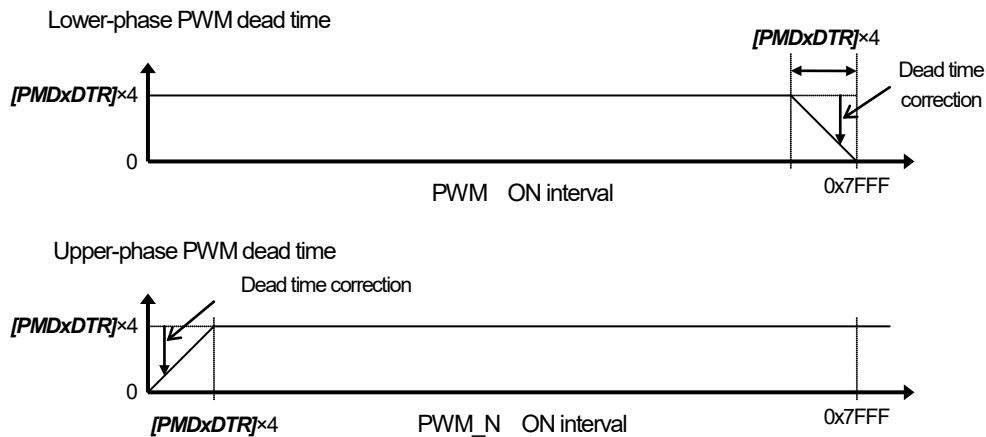 Lower-phase PWM dead time
[PMDxDTR]×4
Dead time
correction
[PMDxDTR]×4
0
PWM ON interval
0x7FFF
Upper-phase PWM dead time
Dead time correction
[PMDxDTR]×4
0
[PMDxDTR]×4
PWM_N ON interval
0x7FFF